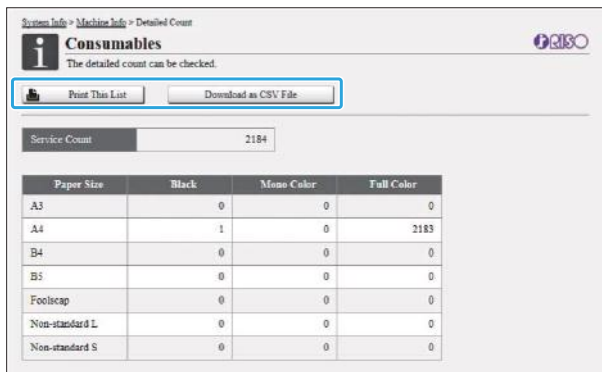 System Info > Machine Info > Detailed Count
Consumables
RISO
The detailed count can be checked.
Print This List Download as CSV File
Service Count 2184
Paper Size Black Mono Color Full Color
A3 0 0 0
A4 1 0 2183
B4 0 0 0
B5 0 0 0
Foolscap 0 0 0
Non-standard L 0 0 0
Non-standard S 0 0 0